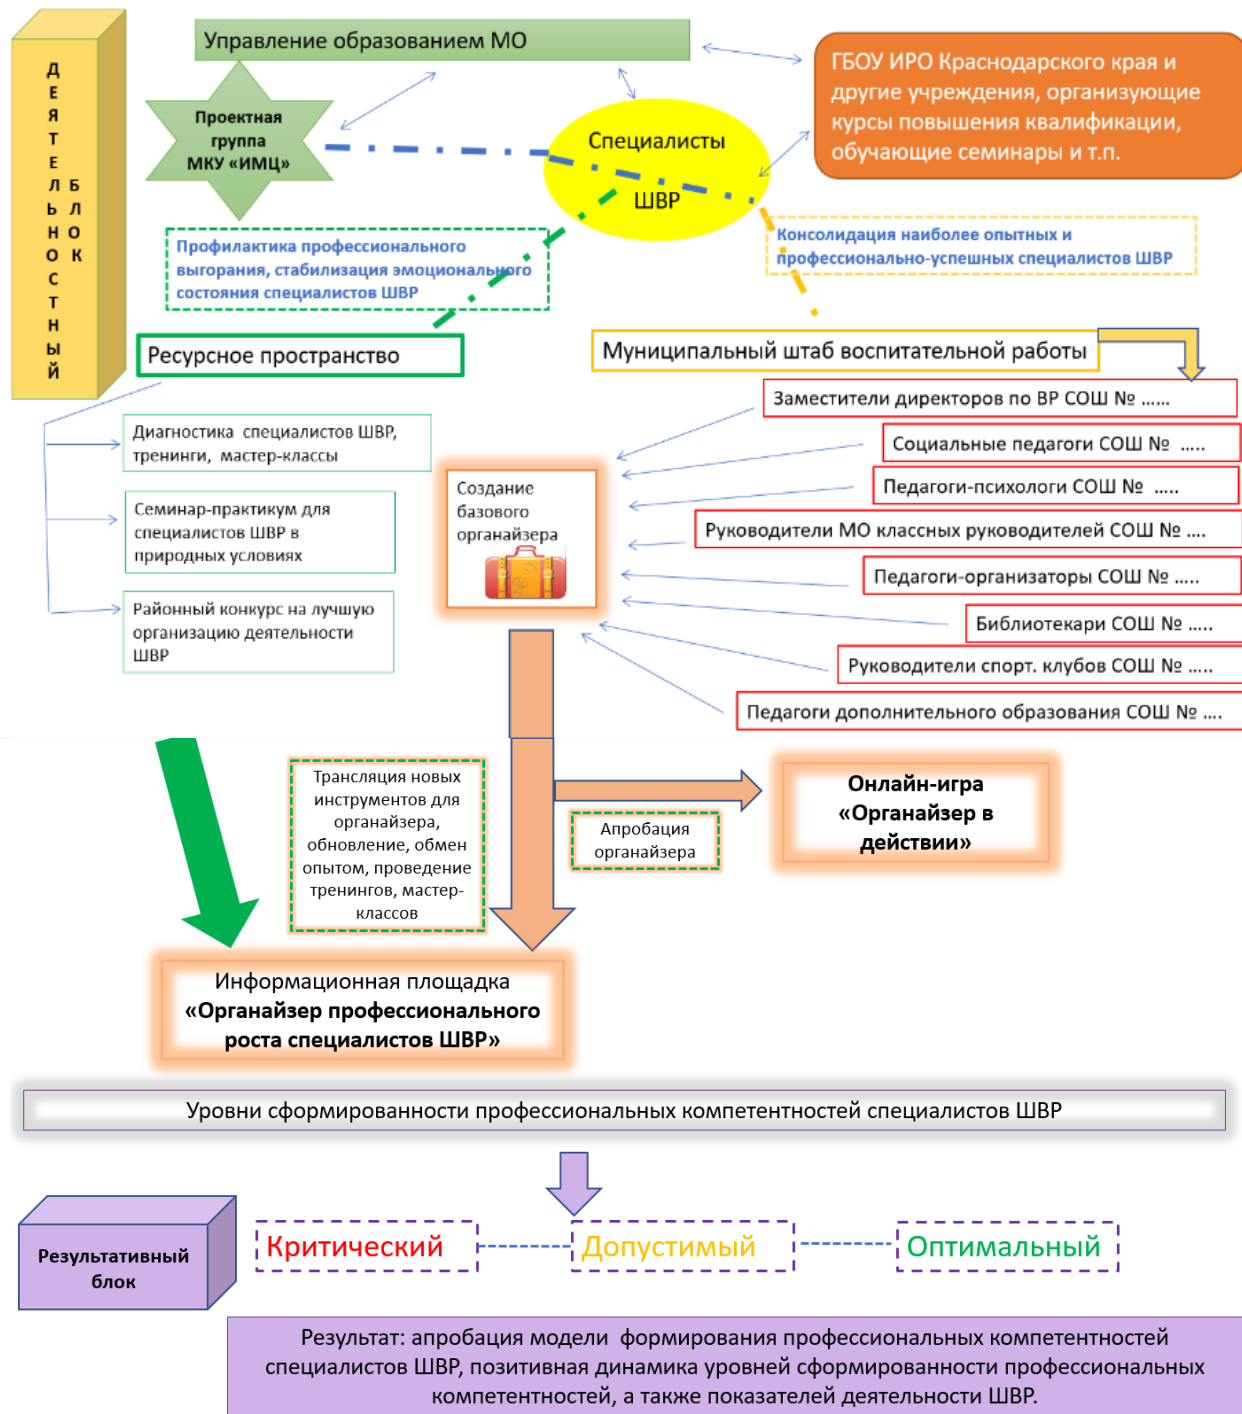 ДЕЯТЕЛЬНОСТНЫЙ
БЛОК
Управление образованием МО
Проектная
группа
МКУ «ИМЦ»
Специалисты
ШВР
ГБОУ ИРО Краснодарского края и
другие учреждения, организующие
курсы повышения квалификации,
обучающие семинары и т.п.
Профилактика профессионального
выгорания, стабилизация эмоционального
состояния специалистов ШВР
Консолидация наиболее опытных и
профессионально-успешных специалистов ШВР
Ресурсное пространство
Муниципальный штаб воспитательной работы
Диагностика специалистов ШВР,
тренинги, мастер-классы
Семинар-практикум для
специалистов ШВР в
природных условиях
Районный конкурс на лучшую
организацию деятельности
ШВР
Создание
базового
органайзера
Заместители директоров по ВР СОШ № ......
Социальные педагоги СОШ № .....
Педагоги-психологи СОШ № .....
Руководители МО классных руководителей СОШ № ....
Педагоги-организаторы СОШ № .....
Библиотекари СОШ № .....
Руководители спорт. клубов СОШ № .....
Педагоги дополнительного образования СОШ № ....
Трансляция новых
инструментов для
органайзера,
обновление, обмен
опытом, проведение
тренингов, мастер-
классов
Апробация
органайзера
Онлайн-игра
«Органайзер в
действии»
Информационная площадка
«Органайзер профессионального
роста специалистов ШВР»
Уровни сформированности профессиональных компетентностей специалистов ШВР
Результативный
блок
Критический
Допустимый
Оптимальный
Результат: апробация модели формирования профессиональных компетентностей
специалистов ШВР, позитивная динамика уровней сформированности профессиональных
компетентностей, а также показателей деятельности ШВР.